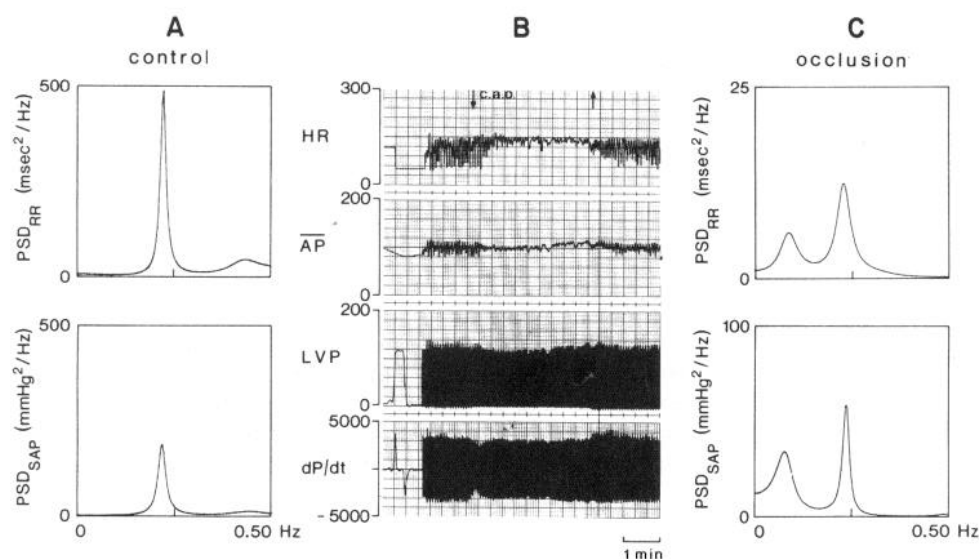 A
control
500
PSD_RR (msec²/Hz)
0
500
PSD_SAP (mmHg²/Hz)
0
0 0.50 Hz
B
300
c.a.o.
HR
0
200
AP
0
200
LVP
0
5000
dP/dt
-5000
1 min
C
occlusion
25
PSD_RR (msec²/Hz)
0
100
PSD_SAP (mmHg²/Hz)
0
0 0.50 Hz